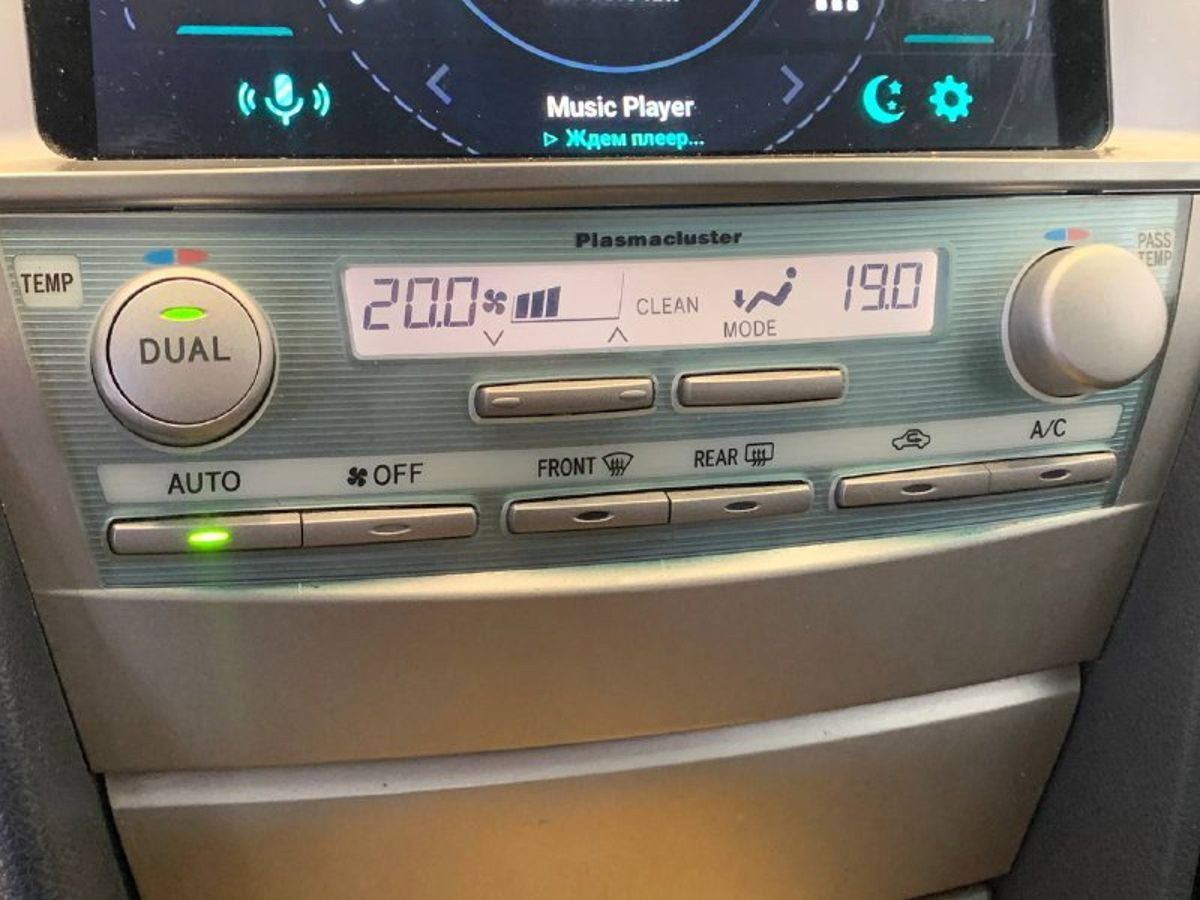 Music Player
Ждем плеер...
Plasmacluster
TEMP
PASS TEMP
20.0
CLEAN
MODE
19.0
DUAL
AUTO
OFF
FRONT
REAR
A/C